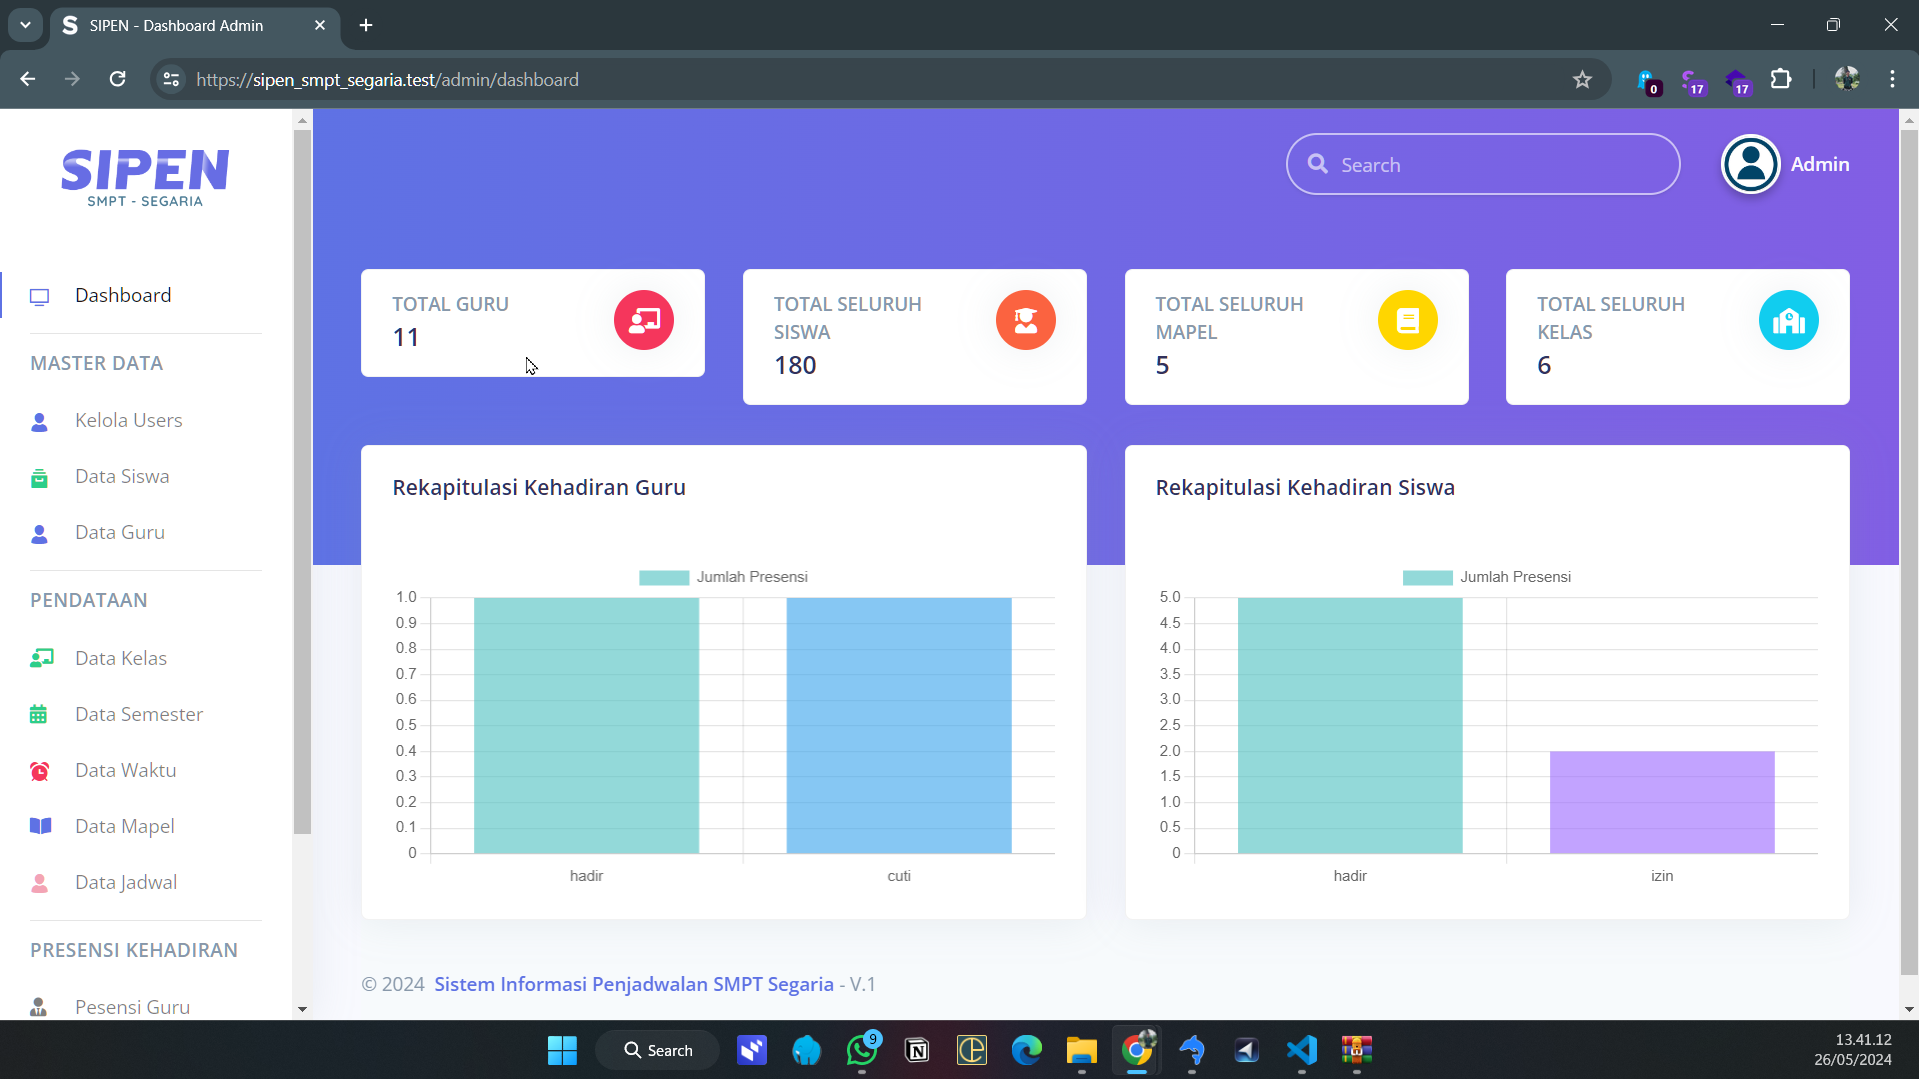 SIPEN - Dashboard Admin
https://sipen_smpt_segaria.test/admin/dashboard
0
17
17
SIPEN
SMPT - SEGARIA
Search
Admin
Dashboard
MASTER DATA
Kelola Users
Data Siswa
Data Guru
PENDATAAN
Data Kelas
Data Semester
Data Waktu
Data Mapel
Data Jadwal
PRESENSI KEHADIRAN
Pesensi Guru
TOTAL GURU
11
TOTAL SELURUH
SISWA
180
TOTAL SELURUH
MAPEL
5
TOTAL SELURUH
KELAS
6
Rekapitulasi Kehadiran Guru
Jumlah Presensi
1.0
0.9
0.8
0.7
0.6
0.5
0.4
0.3
0.2
0.1
0
hadir cuti
Rekapitulasi Kehadiran Siswa
Jumlah Presensi
5.0
4.5
4.0
3.5
3.0
2.5
2.0
1.5
1.0
0.5
0
hadir izin
© 2024 Sistem Informasi Penjadwalan SMPT Segaria - V.1
Search
9
13.41.12
26/05/2024